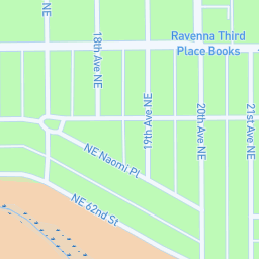 NE
18th Ave NE
Ravenna Third
Place Books
19th Ave NE
20th Ave NE
21st Ave NE
NE Naomi Pl
NE 62nd St